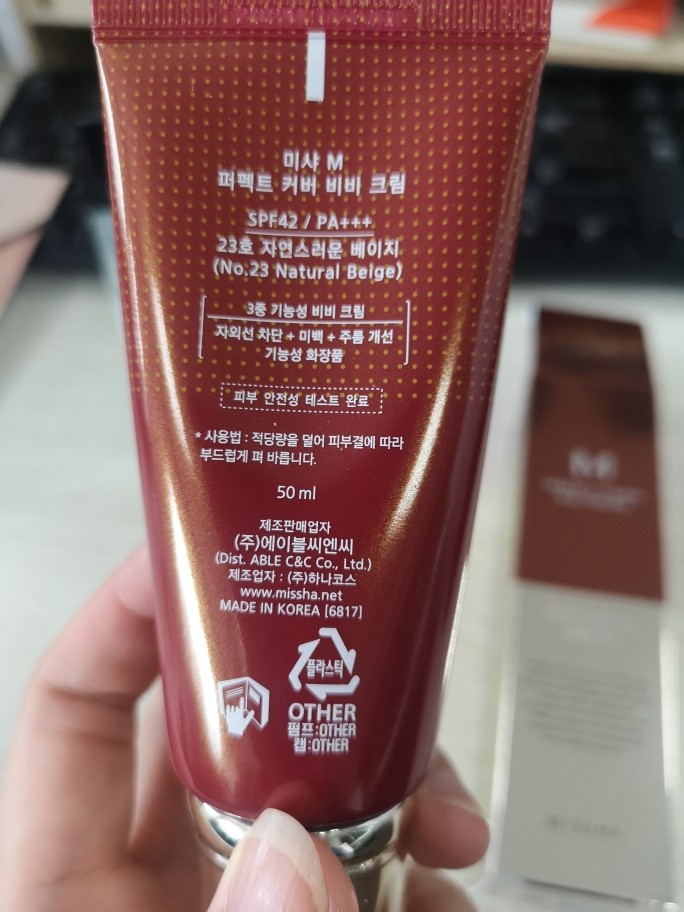 미샤 M
퍼펙트 커버 비비 크림
SPF42 / PA+++
23호 자연스러운 베이지
(No.23 Natural Beige)
3중 기능성 비비 크림
자외선 차단 + 미백 + 주름 개선
기능성 화장품
피부 안전성 테스트 완료
* 사용법 : 적당량을 덜어 피부결에 따라
부드럽게 펴 바릅니다.
50 ml
제조판매업자
(주)에이블씨엔씨
(Dist. ABLE C&C Co., Ltd.)
제조업자 : (주)하나코스
www.missha.net
MADE IN KOREA [6817]
플라스틱
OTHER
펌프:OTHER
캡:OTHER
M